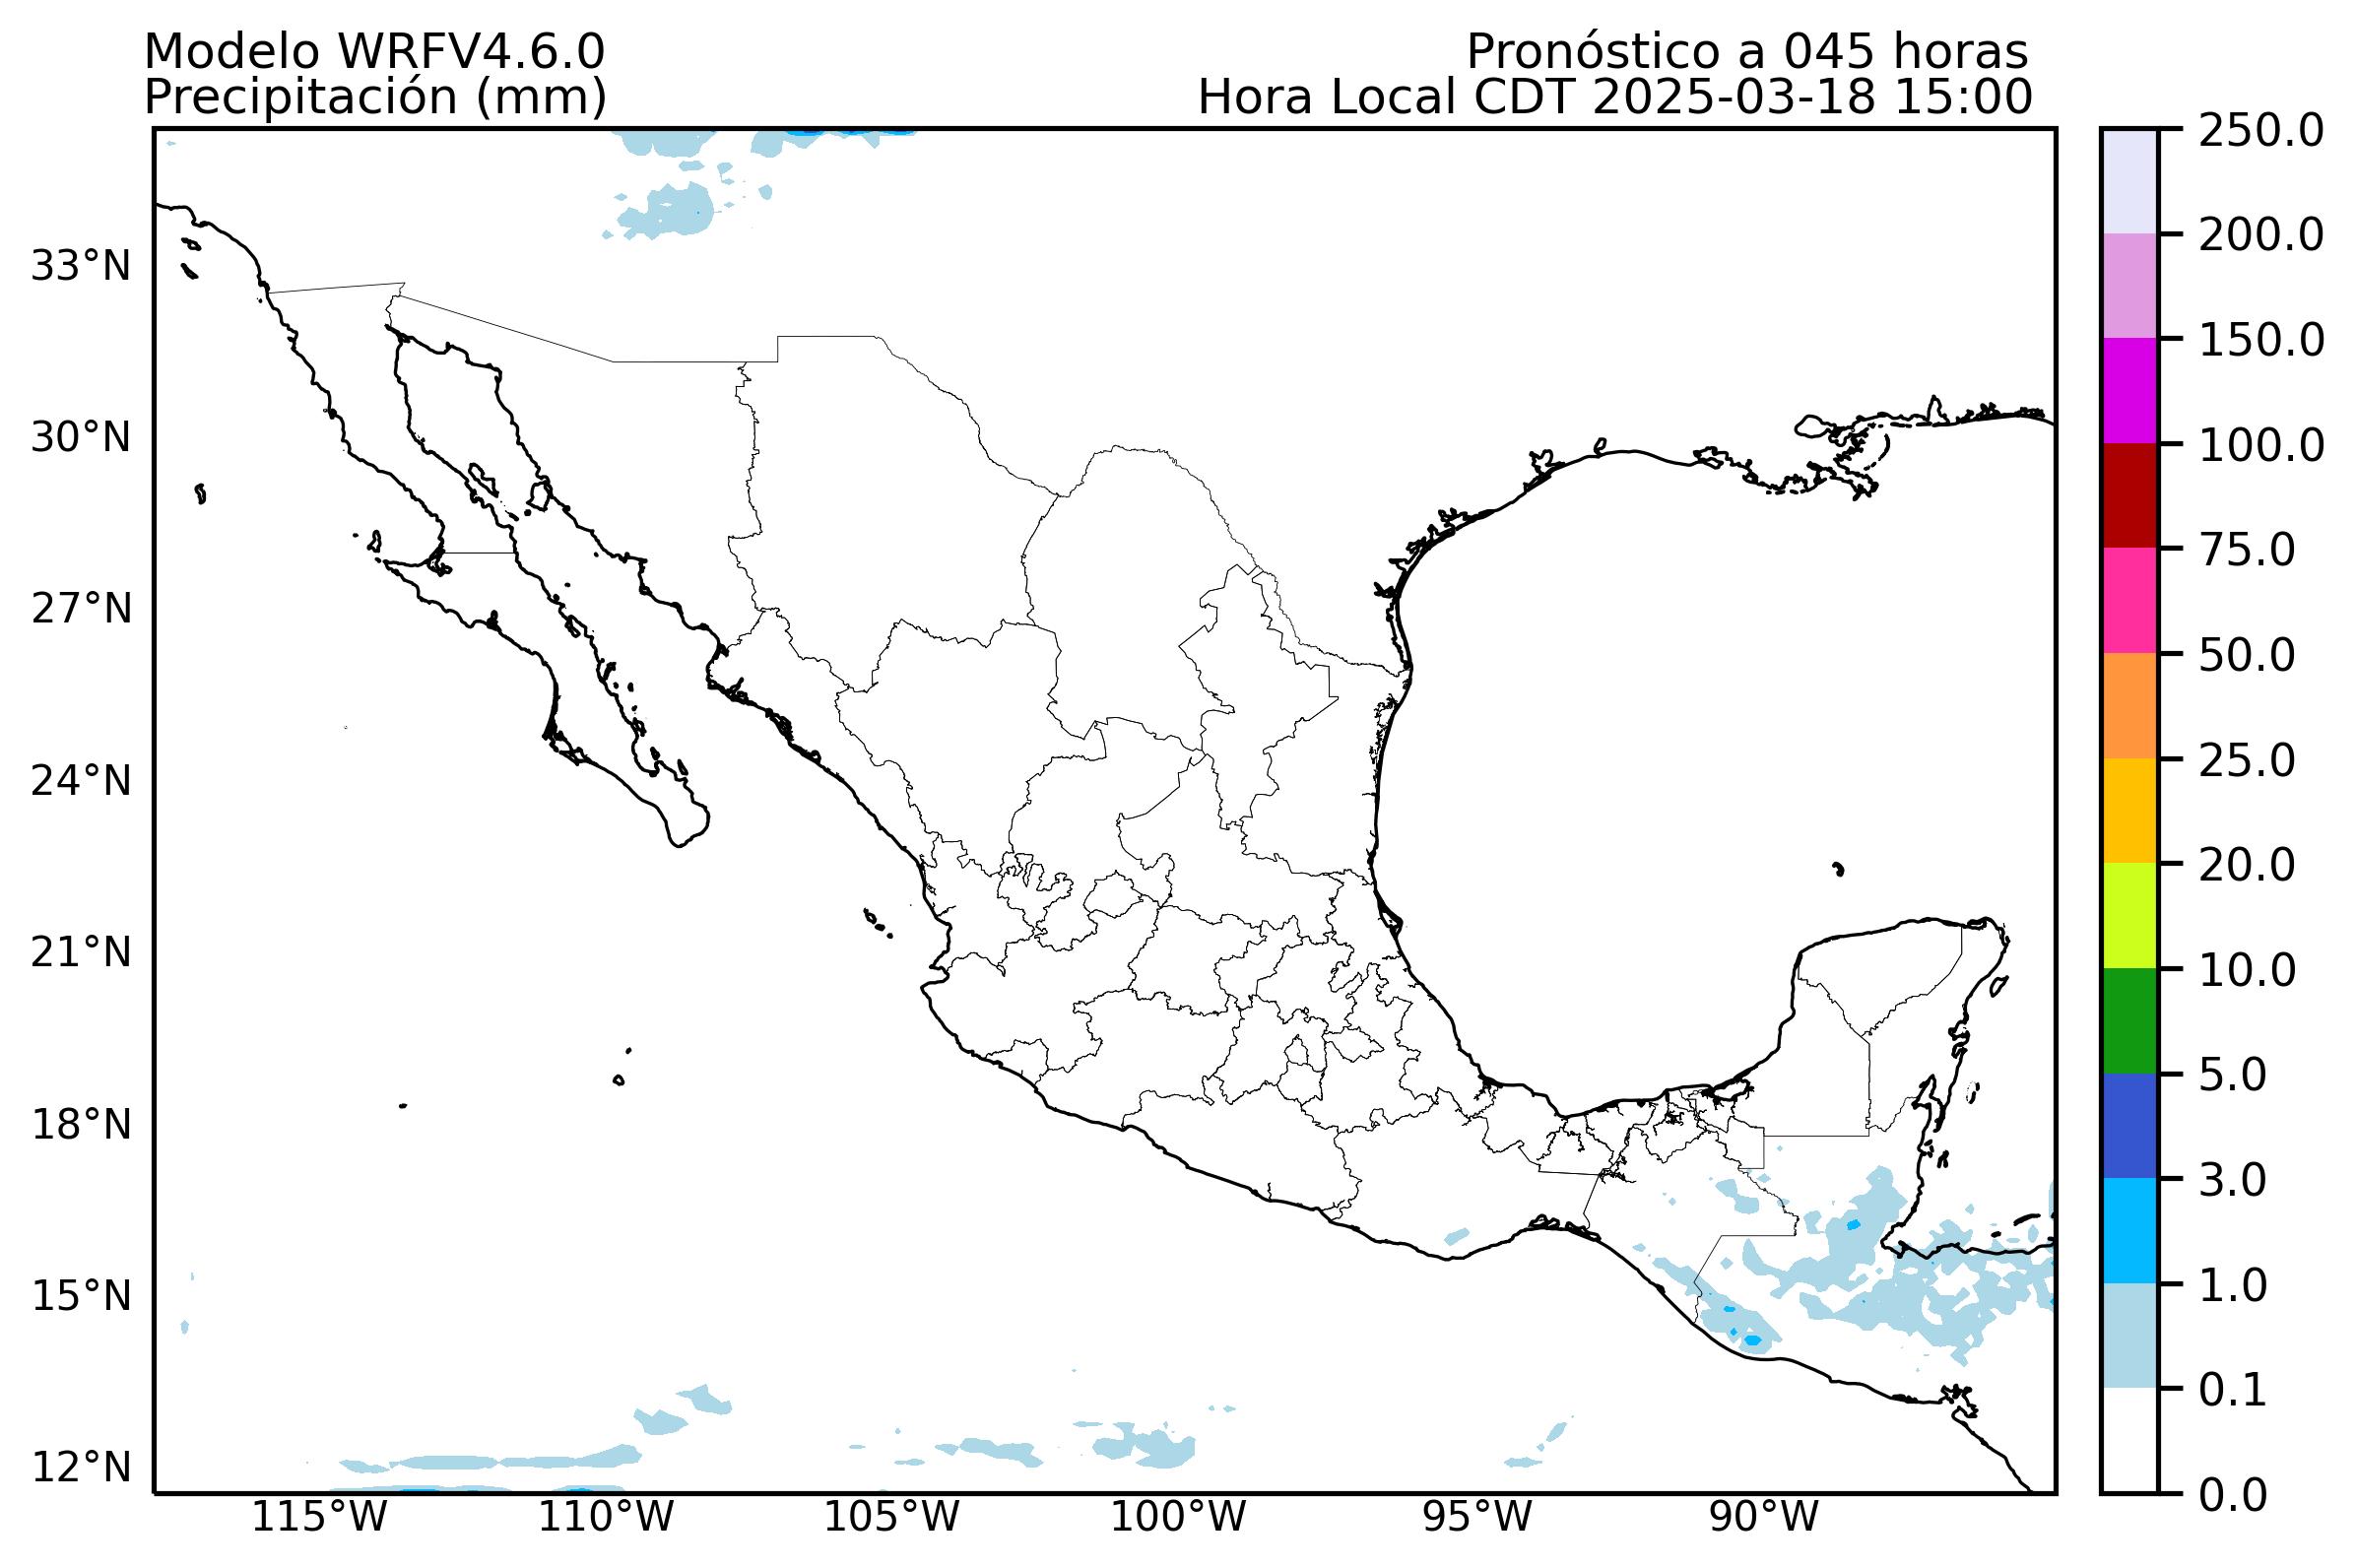 Modelo WRFV4.6.0
Precipitación (mm)
Pronóstico a 045 horas
Hora Local CDT 2025-03-18 15:00
33°N
30°N
27°N
24°N
21°N
18°N
15°N
12°N
115°W
110°W
105°W
100°W
95°W
90°W
250.0
200.0
150.0
100.0
75.0
50.0
25.0
20.0
10.0
5.0
3.0
1.0
0.1
0.0